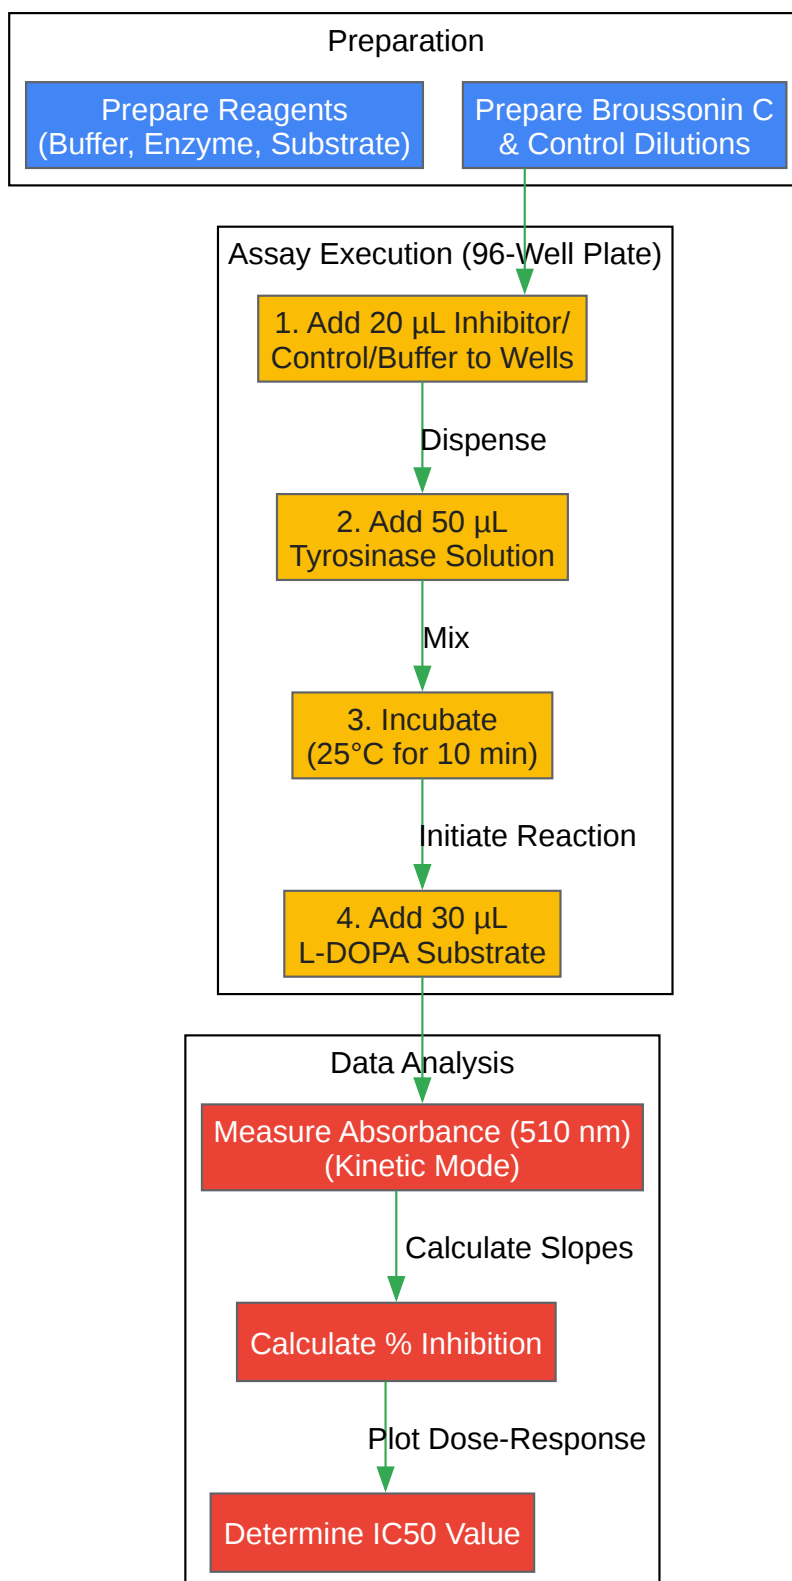 Preparation
Prepare Reagents
(Buffer, Enzyme, Substrate)
Prepare Broussonin C
& Control Dilutions
Assay Execution (96-Well Plate)
1. Add 20 µL Inhibitor/
Control/Buffer to Wells
Dispense
2. Add 50 µL
Tyrosinase Solution
Mix
3. Incubate
(25°C for 10 min)
Initiate Reaction
4. Add 30 µL
L-DOPA Substrate
Data Analysis
Measure Absorbance (510 nm)
(Kinetic Mode)
Calculate Slopes
Calculate % Inhibition
Plot Dose-Response
Determine IC50 Value